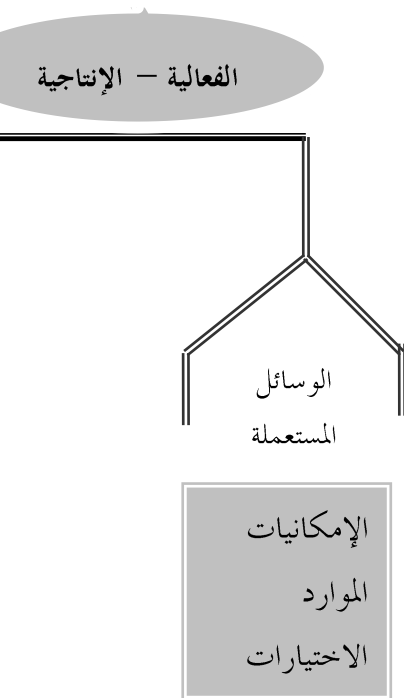 الفعالية – الإنتاجية
الوسائل
المستعملة
الإمكانيات
الموارد
الاختيارات